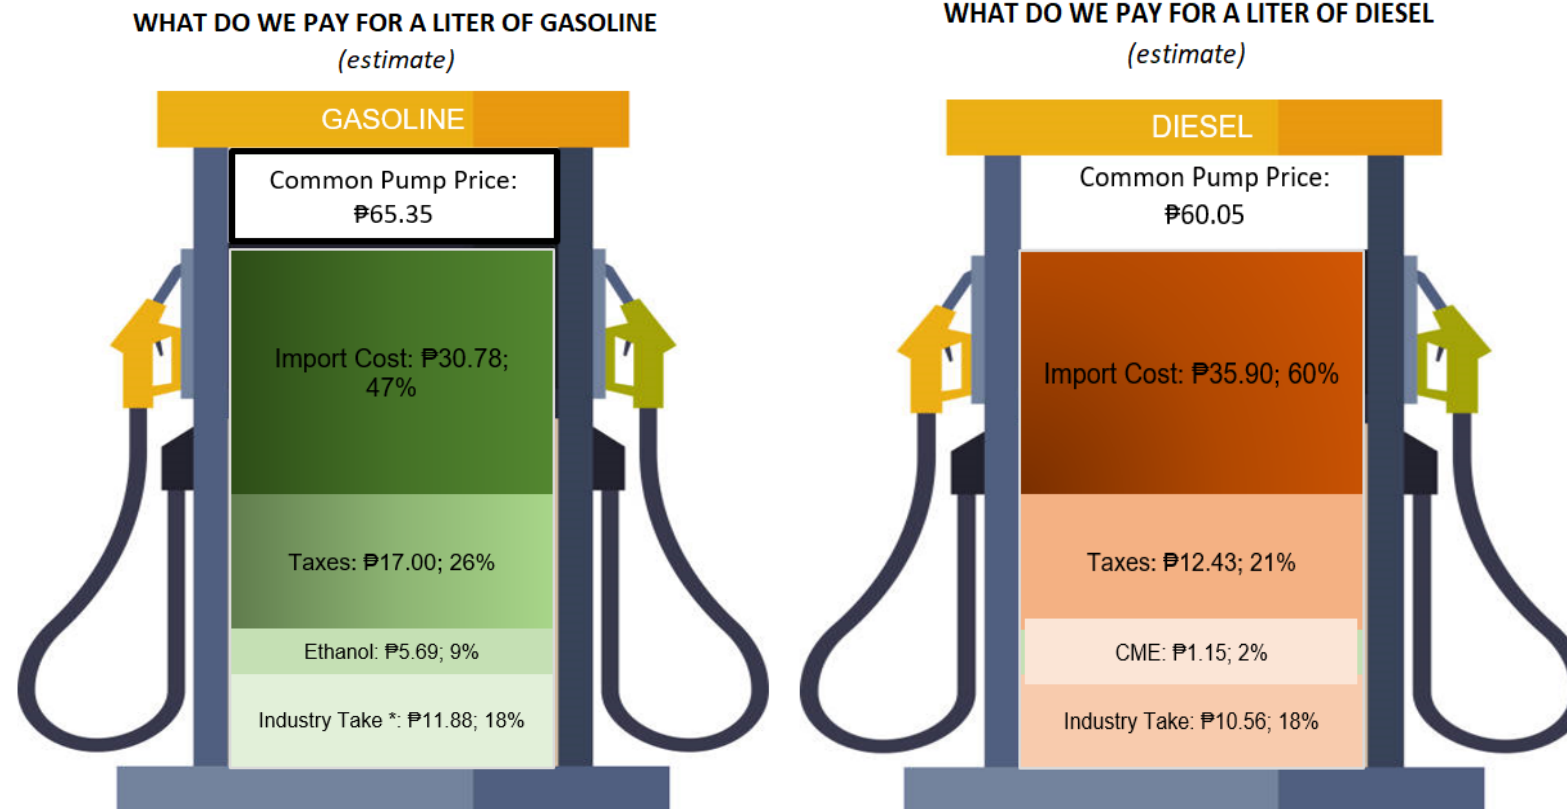 WHAT DO WE PAY FOR A LITER OF GASOLINE
(estimate)
GASOLINE
Common Pump Price:
₱65.35
Import Cost: ₱30.78;
47%
Taxes: ₱17.00; 26%
Ethanol: ₱5.69; 9%
Industry Take *: ₱11.88; 18%
WHAT DO WE PAY FOR A LITER OF DIESEL
(estimate)
DIESEL
Common Pump Price:
₱60.05
Import Cost: ₱35.90; 60%
Taxes: ₱12.43; 21%
CME: ₱1.15; 2%
Industry Take: ₱10.56; 18%